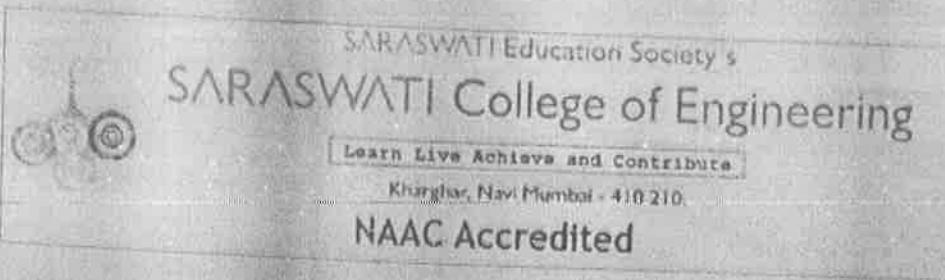 SARASWATI Education Society s
SARASWATI College of Engineering
Learn Live Achieve and Contribute
Kharghar, Navi Mumbai - 410 210.
NAAC Accredited